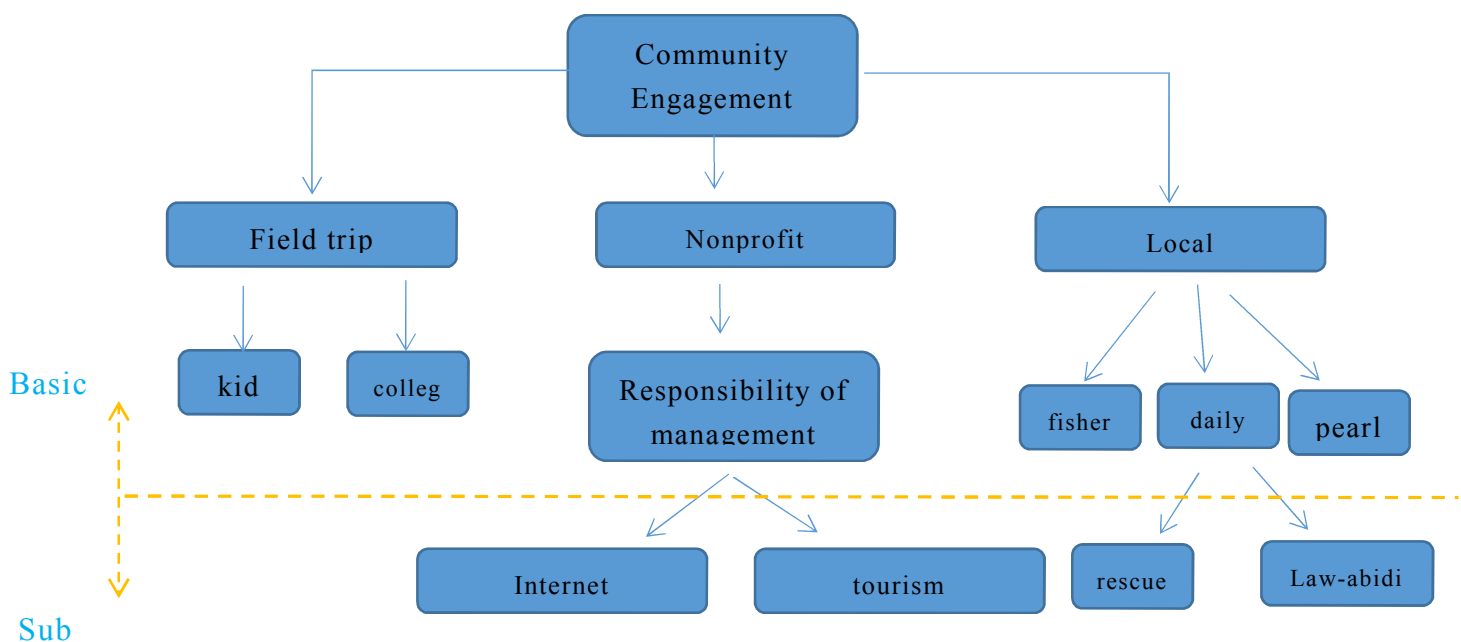 Community
Engagement
Field trip
Nonprofit
Local
kid
colleg
Responsibility of
management
fisher
daily
pearl
Basic
Internet
tourism
rescue
Law-abidi
Sub